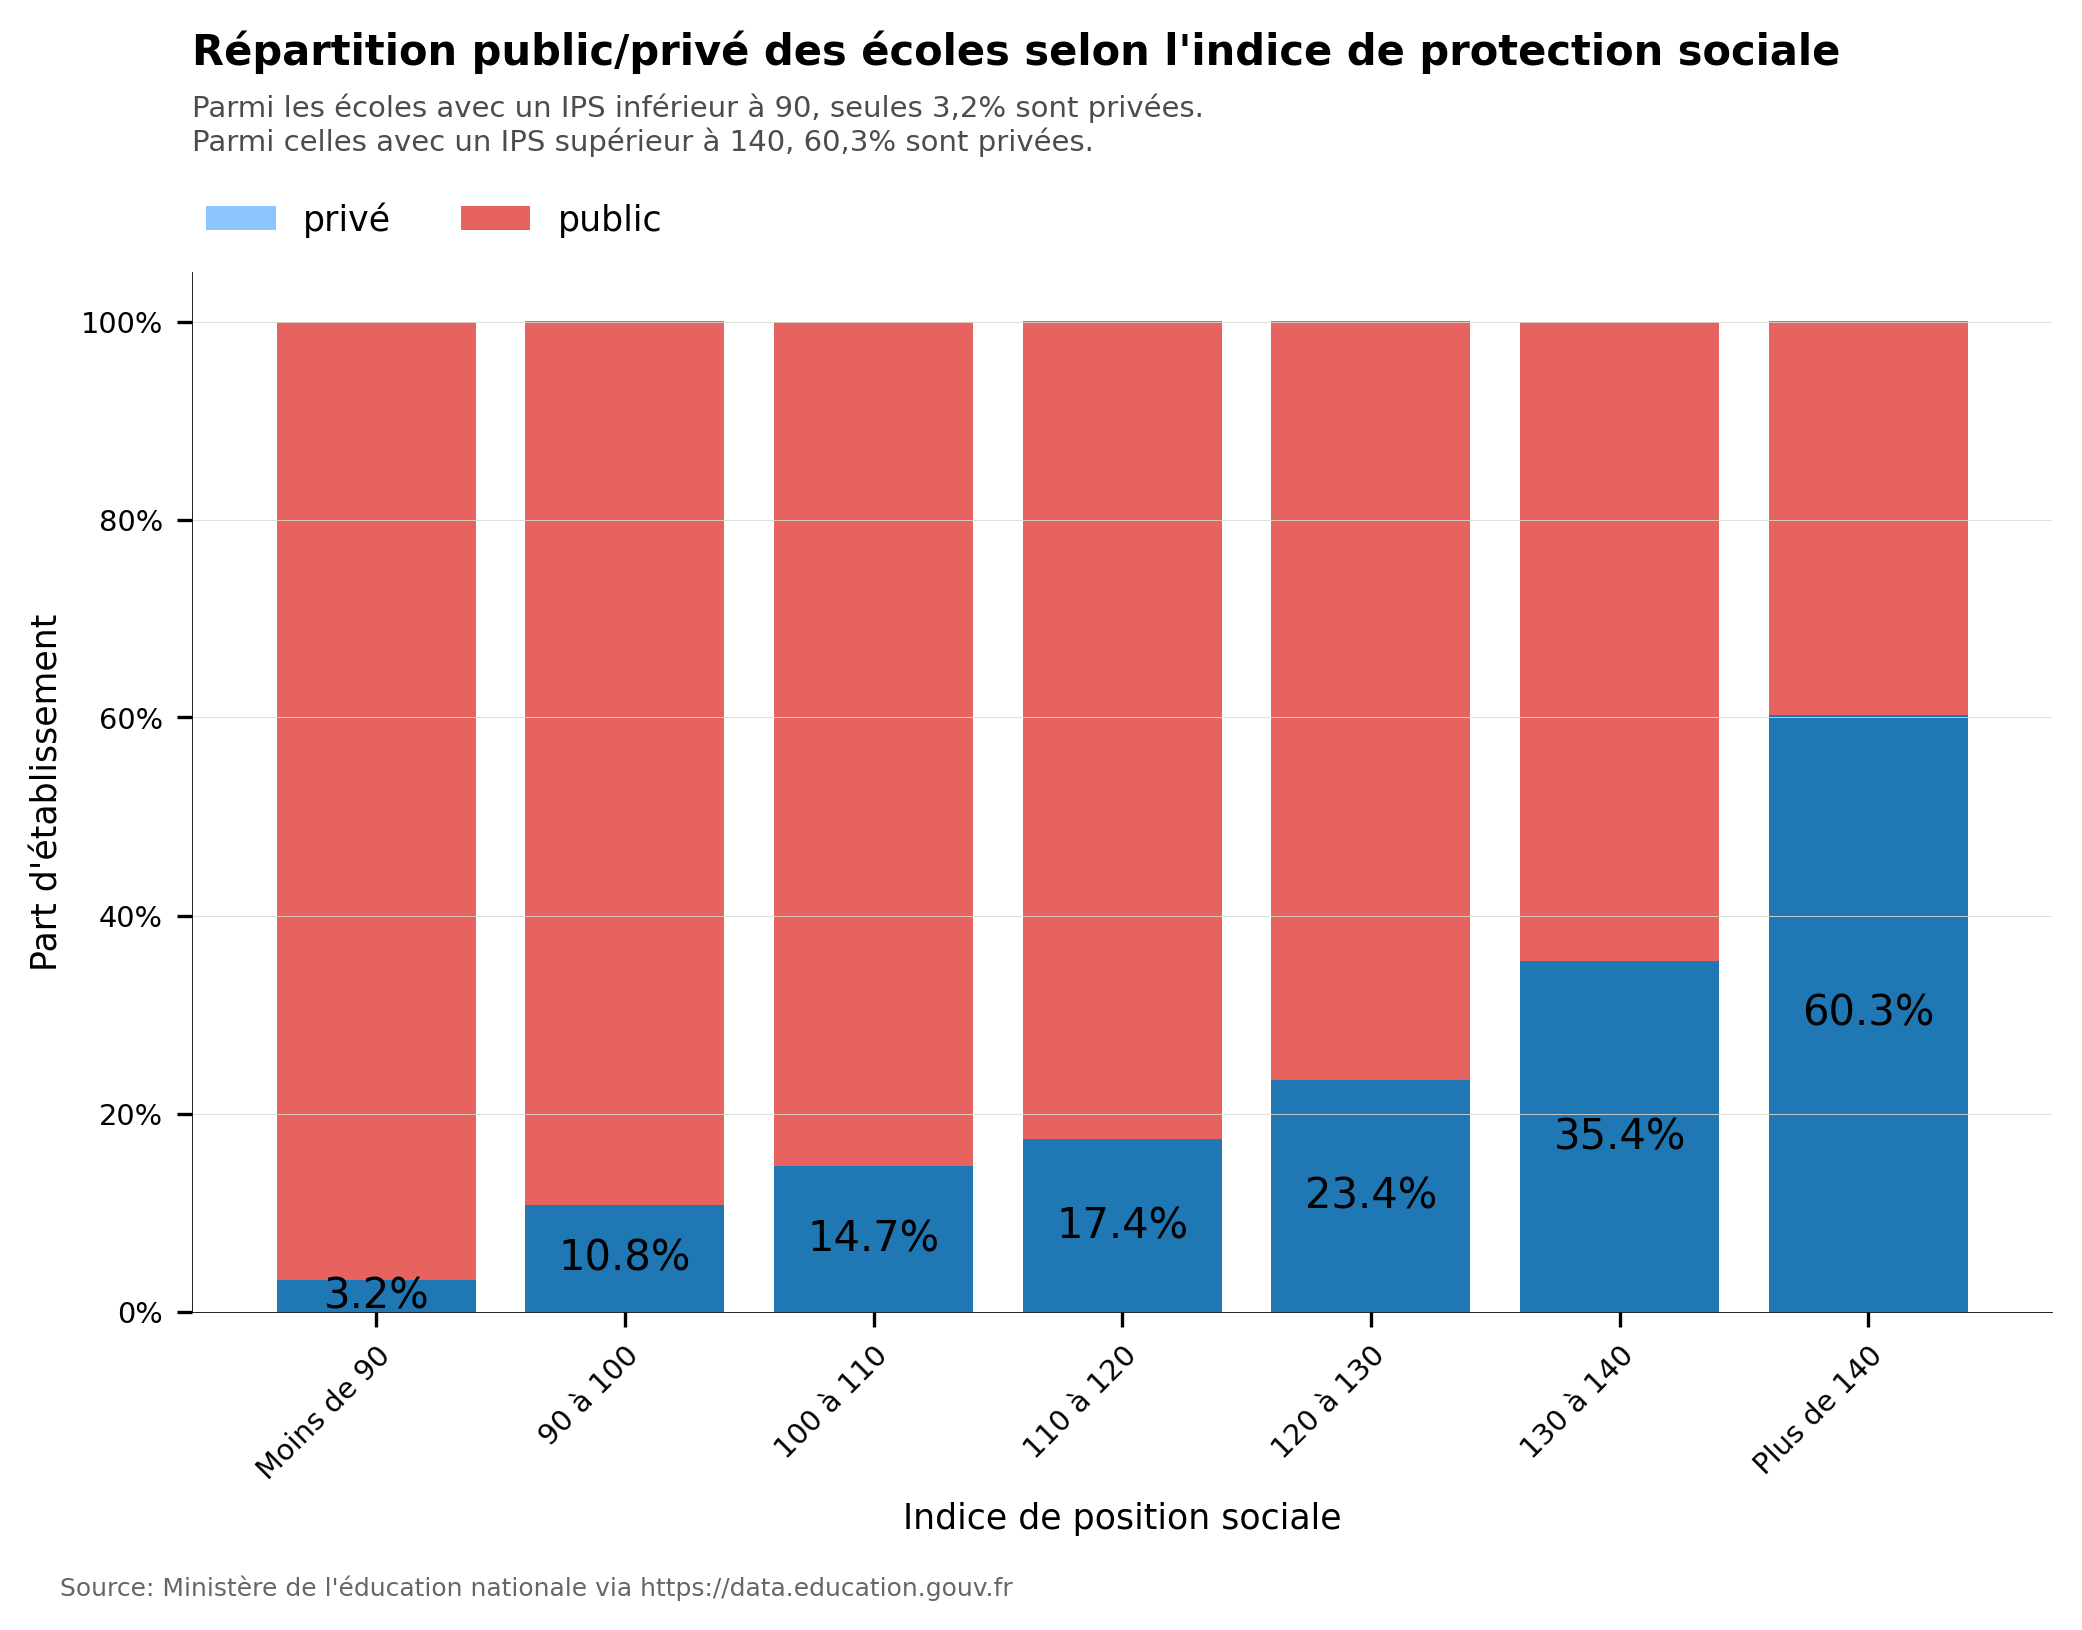 Répartition public/privé des écoles selon l'indice de protection sociale
Parmi les écoles avec un IPS inférieur à 90, seules 3,2% sont privées.
Parmi celles avec un IPS supérieur à 140, 60,3% sont privées.
privé
public
100%
80%
60%
40%
20%
0%
Part d'établissement
3.2%
10.8%
14.7%
17.4%
23.4%
35.4%
60.3%
Moins de 90
90 à 100
100 à 110
110 à 120
120 à 130
130 à 140
Plus de 140
Indice de position sociale
Source: Ministère de l'éducation nationale via https://data.education.gouv.fr